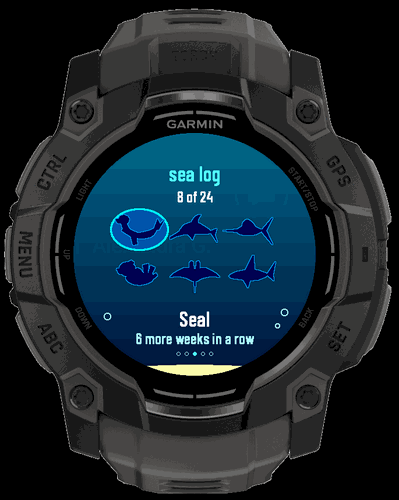 GARMIN
CTRL
LIGHT
GPS
START/STOP
MENU
UP
ABC
DOWN
SET
BACK
sea log
8 of 24
Seal
6 more weeks in a row